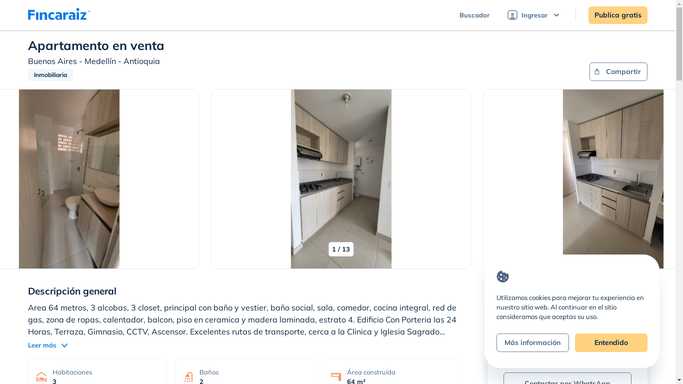 Fincaraiz
Buscador
Ingresar
Publica gratis
Apartamento en venta
Buenos Aires - Medellín - Antioquia
Inmobiliaria
Compartir
1 / 13
Descripción general
Area 64 metros, 3 alcobas, 3 closet, principal con baño y vestier, baño social, sala, comedor, cocina integral, red de
gas, zona de ropas, calentador, balcon, piso en ceramica y madera laminada, estrato 4. Edificio Con Porteria las 24
Horas, Terraza, Gimnasio, CCTV, Ascensor. Excelentes rutas de transporte, cerca a la Clinica y Iglesia Sagrado...
Leer más
Habitaciones
3
Baños
2
Área construida
64 m²
Utilizamos cookies para mejorar tu experiencia en
nuestro sitio web. Al continuar en el sitio
consideramos que aceptas su uso.
Más información
Entendido
Contactar por WhatsApp